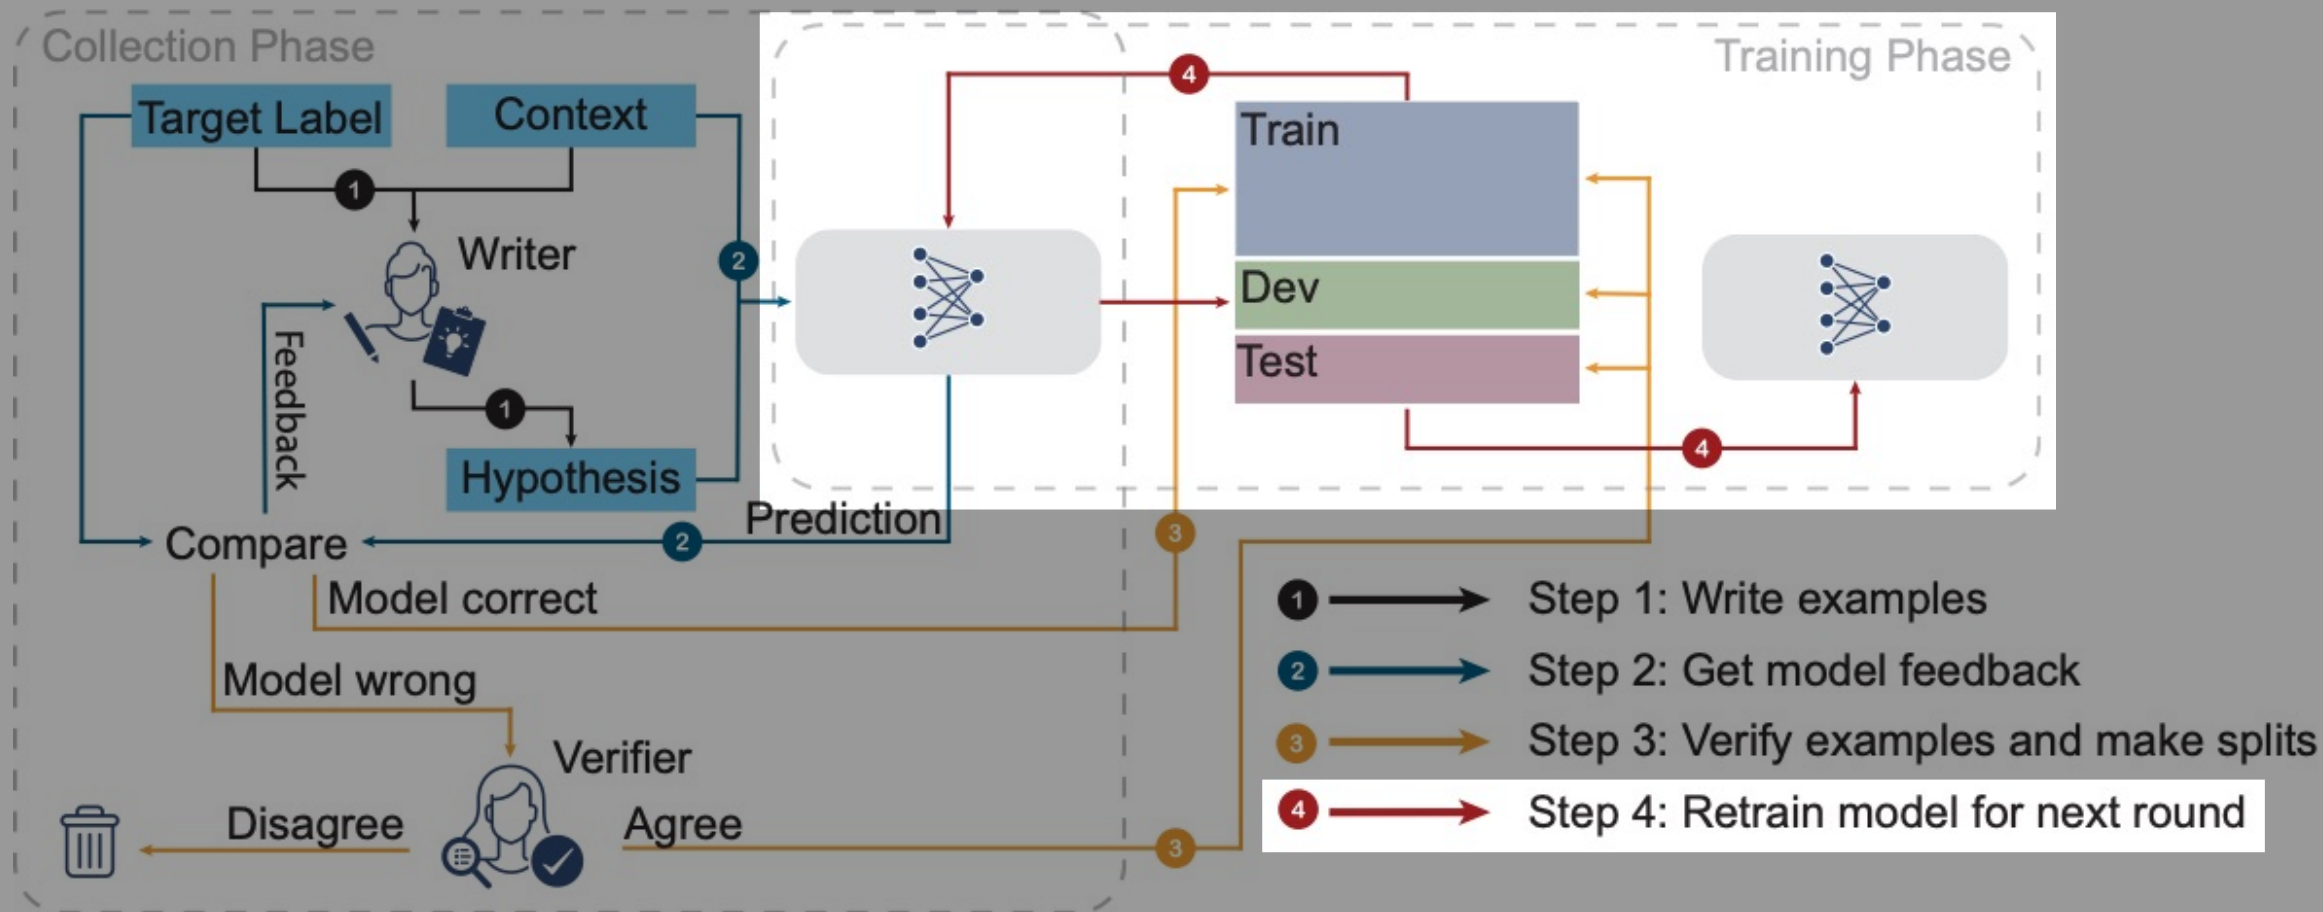 Collection Phase
Training Phase
Target Label
Context
4
Train
1
Writer
2
Dev
Feedback
Test
1
4
Hypothesis
Prediction
Compare
2
3
Model correct
1 Step 1: Write examples
2 Step 2: Get model feedback
Model wrong
3 Step 3: Verify examples and make splits
Verifier
4 Step 4: Retrain model for next round
Disagree
Agree
3